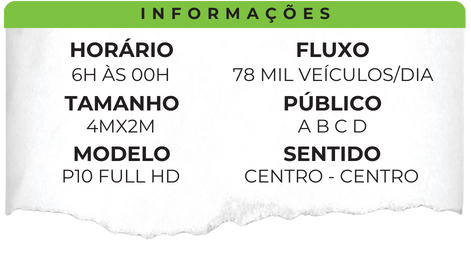 INFORMAÇÕES
HORÁRIO
6H ÀS 00H
TAMANHO
4MX2M
MODELO
P10 FULL HD
FLUXO
78 MIL VEÍCULOS/DIA
PÚBLICO
A B C D
SENTIDO
CENTRO - CENTRO